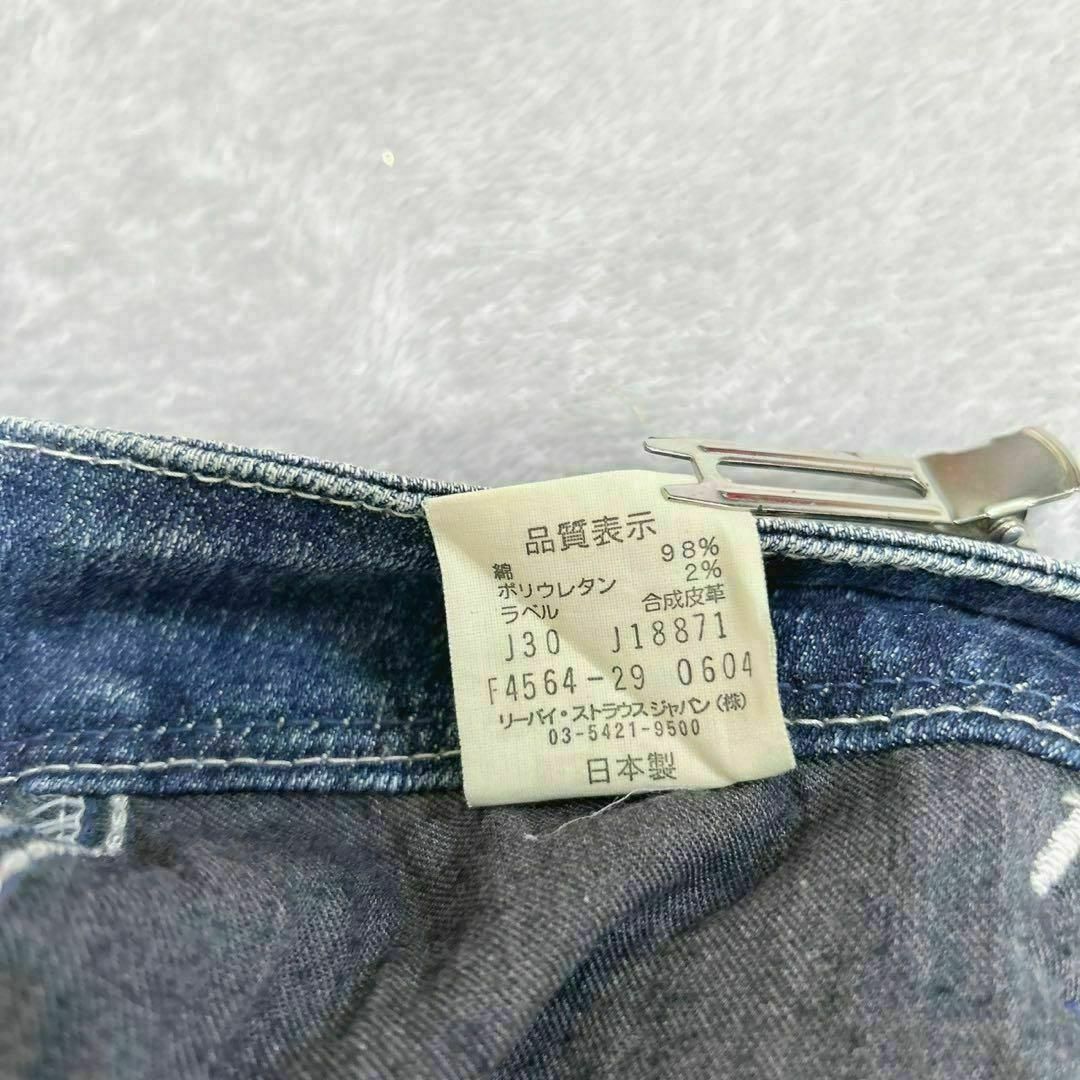 品質表示
綿 98%
ポリウレタン 2%
ラベル 合成皮革
J30 J18871
F4564-29 0604
リーバイ・ストラウスジャパン(株)
03-5421-9500
日本製